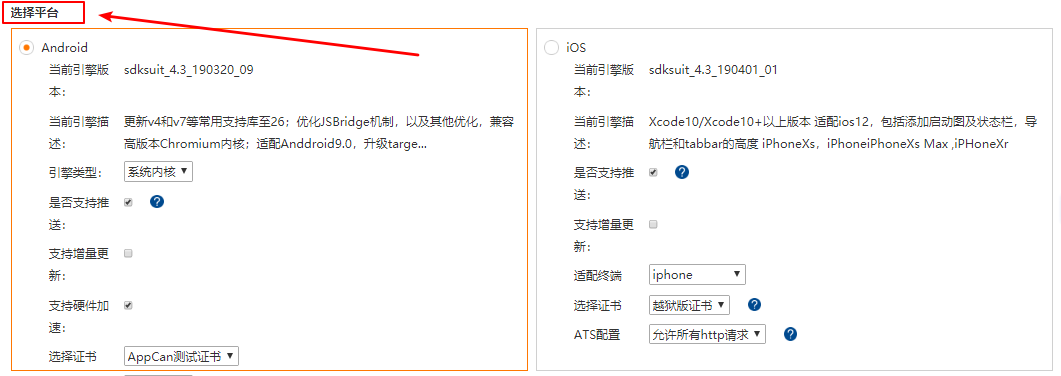 选择平台
Android
当前引擎版 sdksuit_4.3_190320_09
本：
当前引擎描 更新v4和v7等常用支持库至26；优化JSBridge机制，以及其他优化，兼容
述： 高版本Chromium内核；适配Anddroid9.0，升级targe...
引擎类型： 系统内核
是否支持推
送：
支持增量更
新：
支持硬件加
速：
选择证书 AppCan测试证书
iOS
当前引擎版 sdksuit_4.3_190401_01
本：
当前引擎描 Xcode10/Xcode10+以上版本 适配ios12，包括添加启动图及状态栏，导
述： 航栏和tabbar的高度 iPhoneXs，iPhoneiPhoneXs Max ,iPHoneXr
是否支持推
送：
支持增量更
新：
适配终端 iphone
选择证书 越狱版证书
ATS配置 允许所有http请求